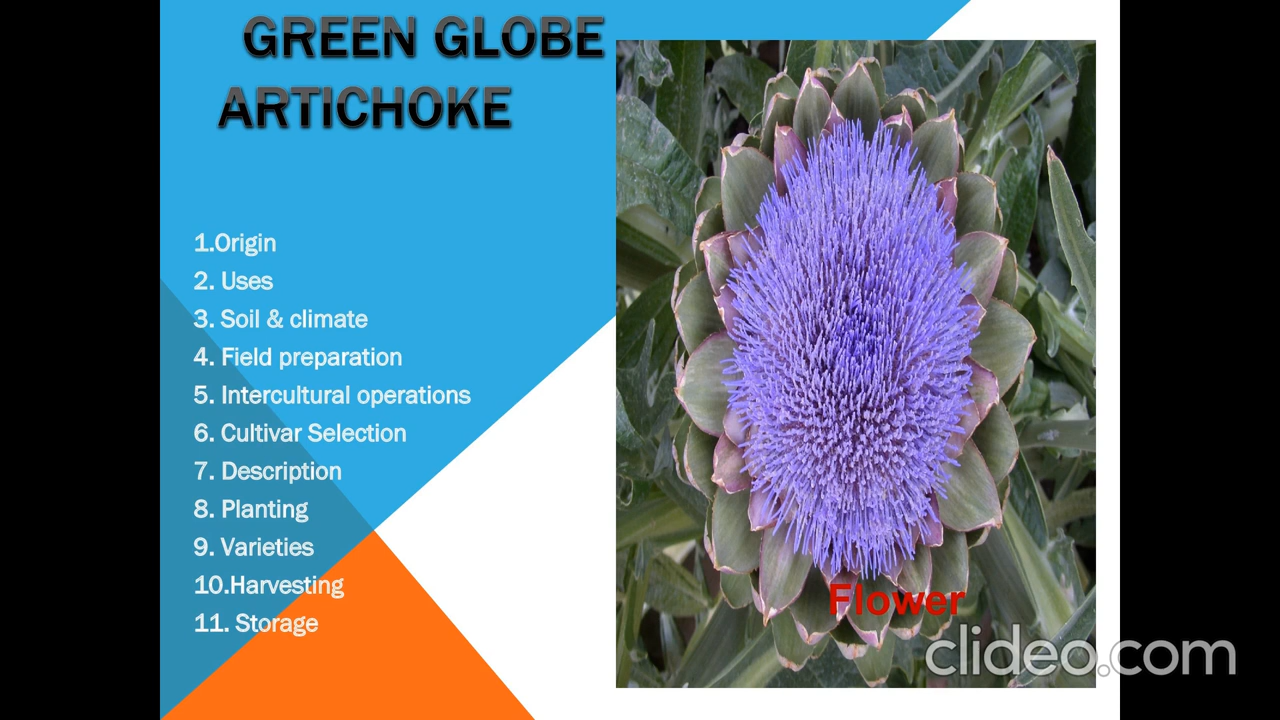 GREEN GLOBE
ARTICHOKE
1.Origin
2. Uses
3. Soil & climate
4. Field preparation
5. Intercultural operations
6. Cultivar Selection
7. Description
8. Planting
9. Varieties
10.Harvesting
11. Storage
Flower
clideo.com